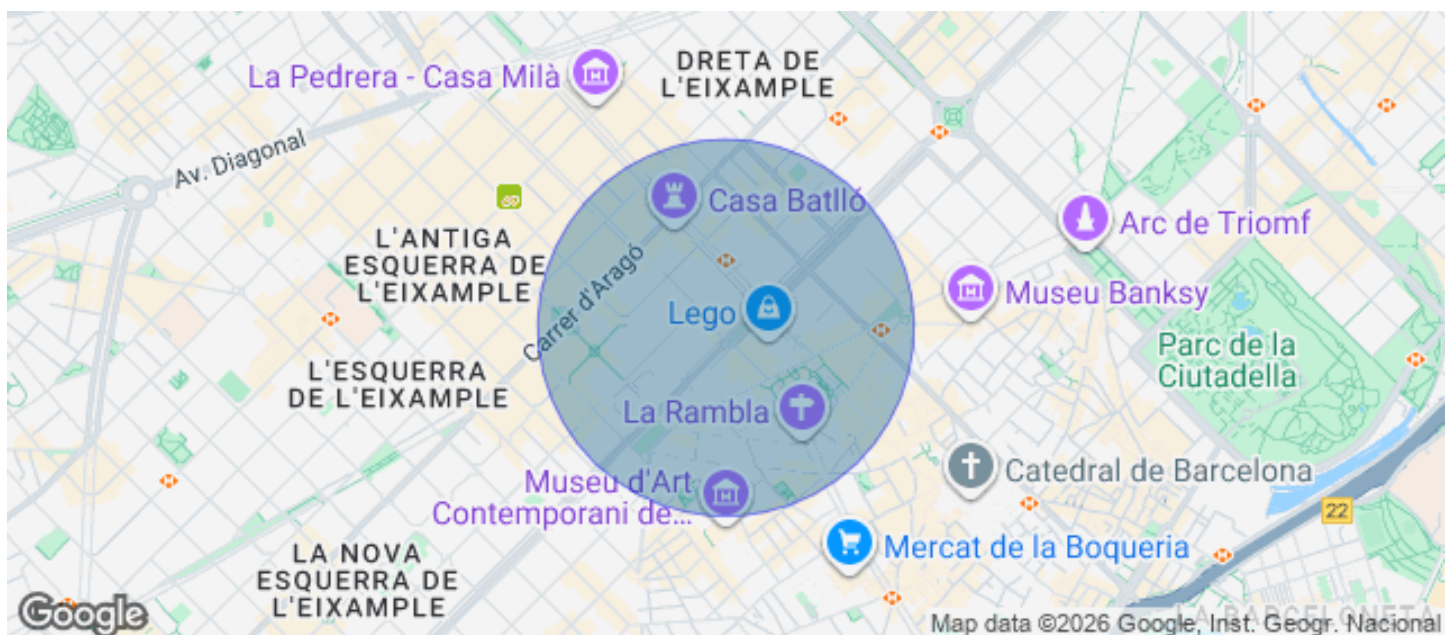 La Pedrera - Casa Milà
DRETA DE
L'EIXAMPLE
Av. Diagonal
Casa Batlló
Arc de Triomf
L'ANTIGA
ESQUERRA DE
L'EIXAMPLE
Carrer d'Aragó
Lego
Museu Banksy
Parc de la
Ciutadella
L'ESQUERRA
DE L'EIXAMPLE
La Rambla
Catedral de Barcelona
Museu d'Art
Contemporani de...
22
Mercat de la Boqueria
LA NOVA
ESQUERRA DE
L'EIXAMPLE
LA BARCELONETA
Google
Map data ©2026 Google, Inst. Geogr. Nacional